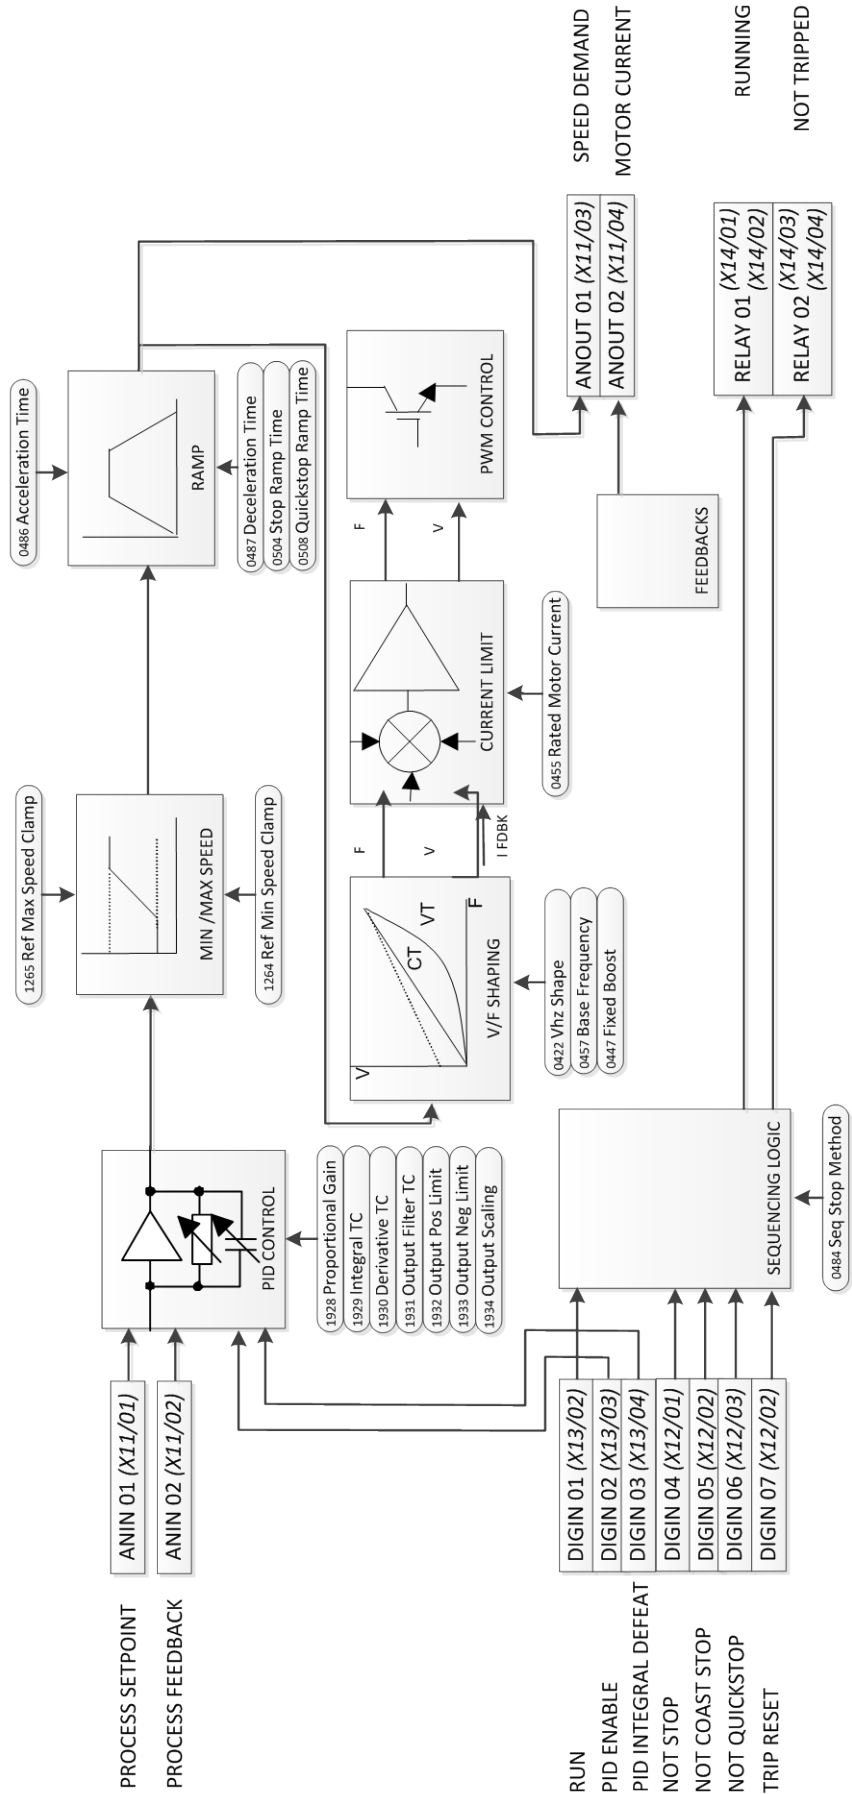 PROCESS SETPOINT
PROCESS FEEDBACK
ANIN 01 (X11/01)
ANIN 02 (X11/02)
PID CONTROL
1928 Proportional Gain
1929 Integral TC
1930 Derivative TC
1931 Output Filter TC
1932 Output Pos Limit
1933 Output Neg Limit
1934 Output Scaling
1265 Ref Max Speed Clamp
MIN /MAX SPEED
1264 Ref Min Speed Clamp
0486 Acceleration Time
RAMP
0487 Deceleration Time
0504 Stop Ramp Time
0508 Quickstop Ramp Time
V
CT
VT
F
V/F SHAPING
0422 Vhz Shape
0457 Base Frequency
0447 Fixed Boost
F
V
I FDBK
CURRENT LIMIT
0455 Rated Motor Current
F
V
PWM CONTROL
FEEDBACKS
ANOUT 01 (X11/03)
ANOUT 02 (X11/04)
SPEED DEMAND
MOTOR CURRENT
RUN
PID ENABLE
PID INTEGRAL DEFEAT
NOT STOP
NOT COAST STOP
NOT QUICKSTOP
TRIP RESET
DIGIN 01 (X13/02)
DIGIN 02 (X13/03)
DIGIN 03 (X13/04)
DIGIN 04 (X12/01)
DIGIN 05 (X12/02)
DIGIN 06 (X12/03)
DIGIN 07 (X12/02)
SEQUENCING LOGIC
0484 Seq Stop Method
RELAY 01 (X14/01)
(X14/02)
RELAY 02 (X14/03)
(X14/04)
RUNNING
NOT TRIPPED